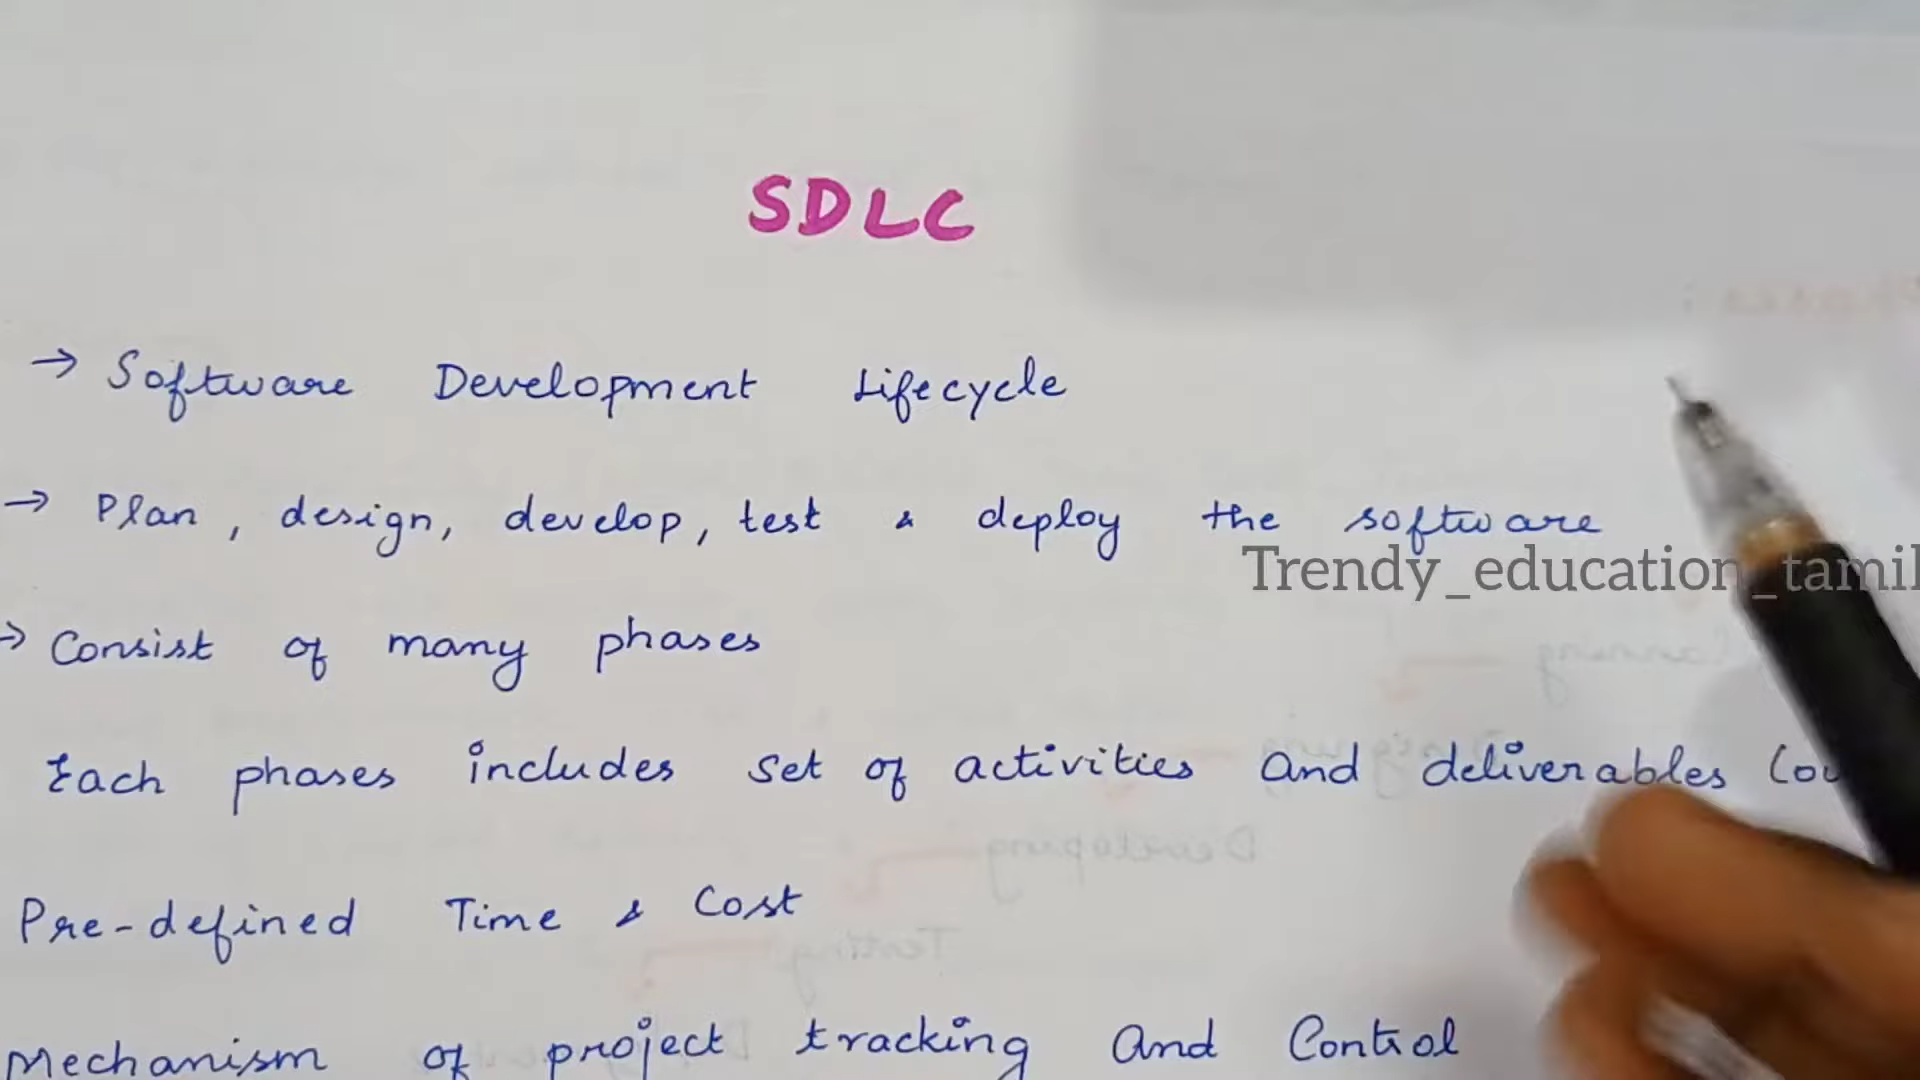 SDLC
→ Software Development Lifecycle
→ Plan, design, develop, test & deploy the software
Trendy_education_tamil
→ Consist of many phases
Each phases includes set of activities and deliverables (ou
Pre-defined Time & Cost
Mechanism of project tracking and Control